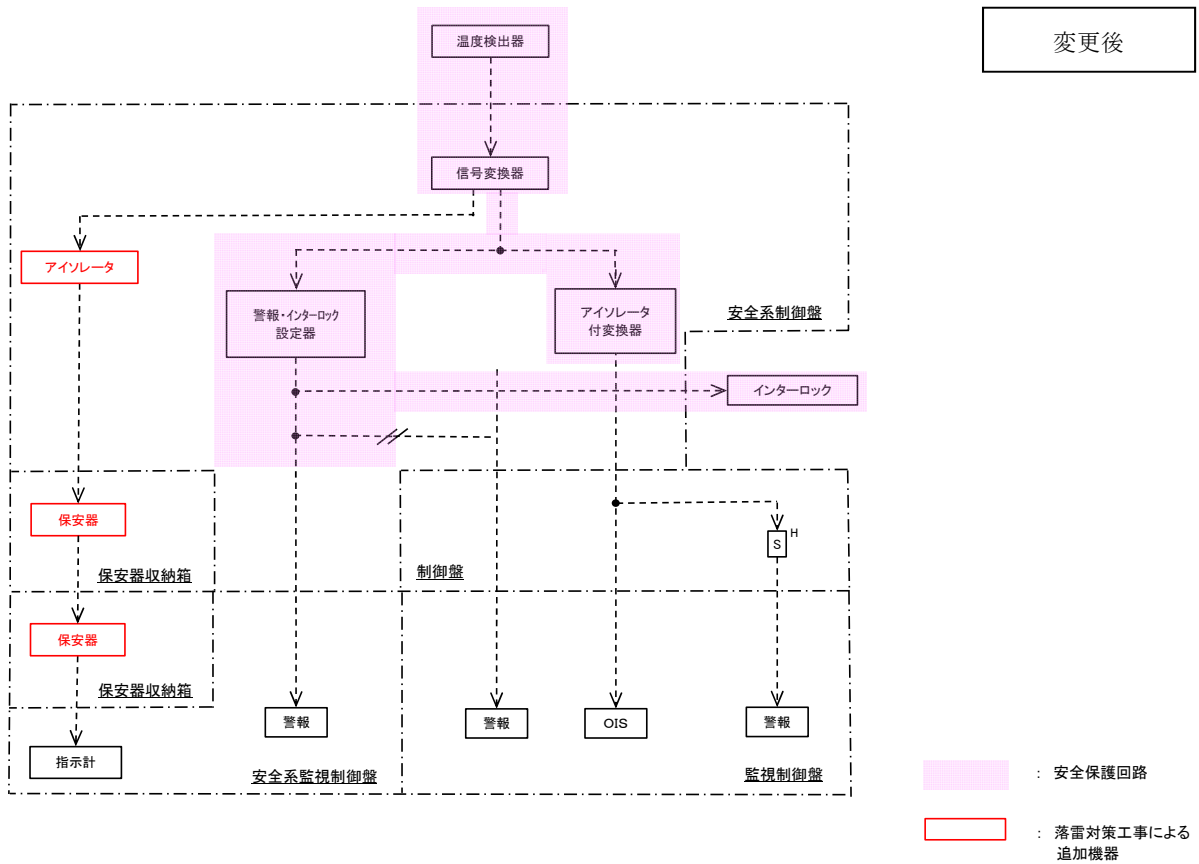 変更後
温度検出器
信号変換器
アイソレータ
警報・インターロック
設定器
アイソレータ
付変換器
安全系制御盤
インターロック
保安器
保安器収納箱
制御盤
S
H
保安器
保安器収納箱
警報
警報
OIS
警報
指示計
安全系監視制御盤
監視制御盤
： 安全保護回路
： 落雷対策工事による
追加機器